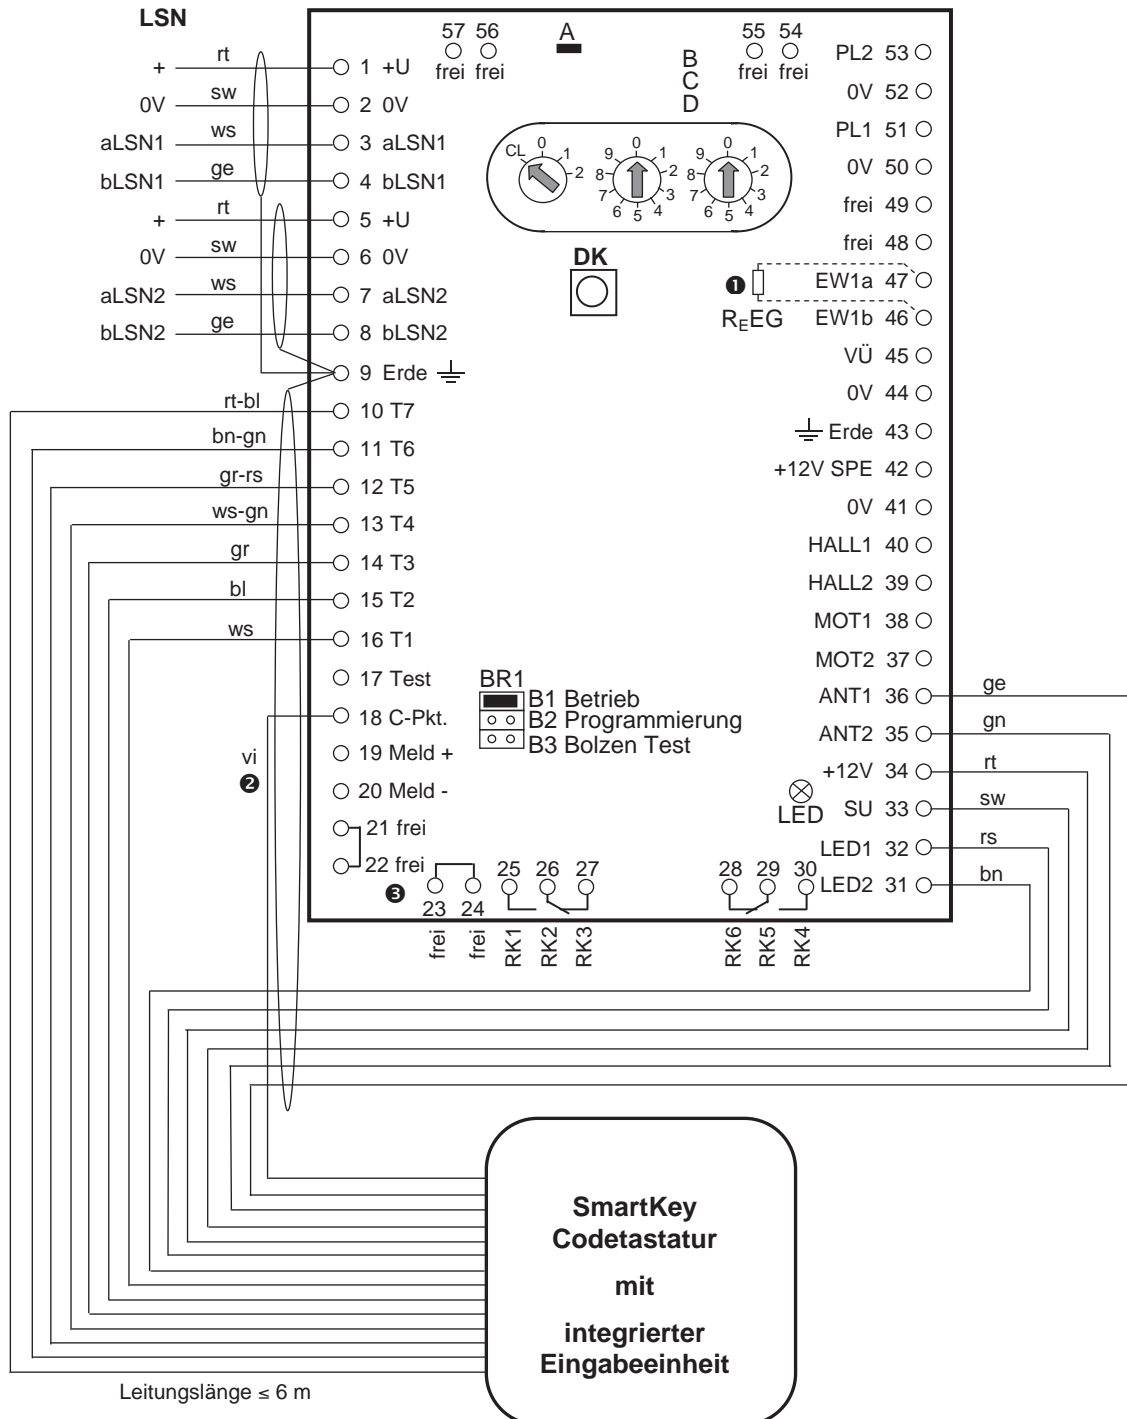 LSN
57 56
A
55 54
frei frei
frei frei
B
C
D
+ rt 1 +U
0V sw 2 0V
aLSN1 ws 3 aLSN1
bLSN1 ge 4 bLSN1
+ rt 5 +U
0V sw 6 0V
aLSN2 ws 7 aLSN2
bLSN2 ge 8 bLSN2
9 Erde
rt-bl 10 T7
bn-gn 11 T6
gr-rs 12 T5
ws-gn 13 T4
gr 14 T3
bl 15 T2
ws 16 T1
17 Test
18 C-Pkt.
vi
❷
19 Meld +
20 Meld -
21 frei
22 frei
❸
CL 0 1 2
0 1 2 3 4 5 6 7 8 9
0 1 2 3 4 5 6 7 8 9
DK
❶
REEG
BR1
B1 Betrieb
B2 Programmierung
B3 Bolzen Test
LED
PL2 53
0V 52
PL1 51
0V 50
frei 49
frei 48
EW1a 47
EW1b 46
VÜ 45
0V 44
Erde 43
+12V SPE 42
0V 41
HALL1 40
HALL2 39
MOT1 38
MOT2 37
ANT1 36 ge
ANT2 35 gn
+12V 34 rt
SU 33 sw
LED1 32 rs
LED2 31 bn
23 24 25 26 27
28 29 30
frei frei RK1 RK2 RK3
RK6 RK5 RK4
SmartKey
Codetastatur
mit
integrierter
Eingabeeinheit
Leitungslänge ≤ 6 m